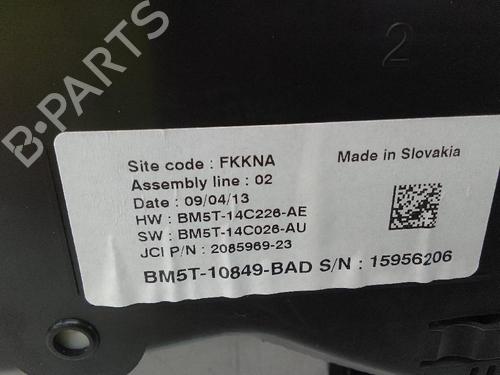 2
B-PARTS
Site code : FKKNA
Made in Slovakia
Assembly line : 02
Date : 09/04/13
HW : BM5T-14C226-AE
SW : BM5T-14C026-AU
JCI P/N : 2085969-23
BM5T-10849-BAD S/N : 15956206